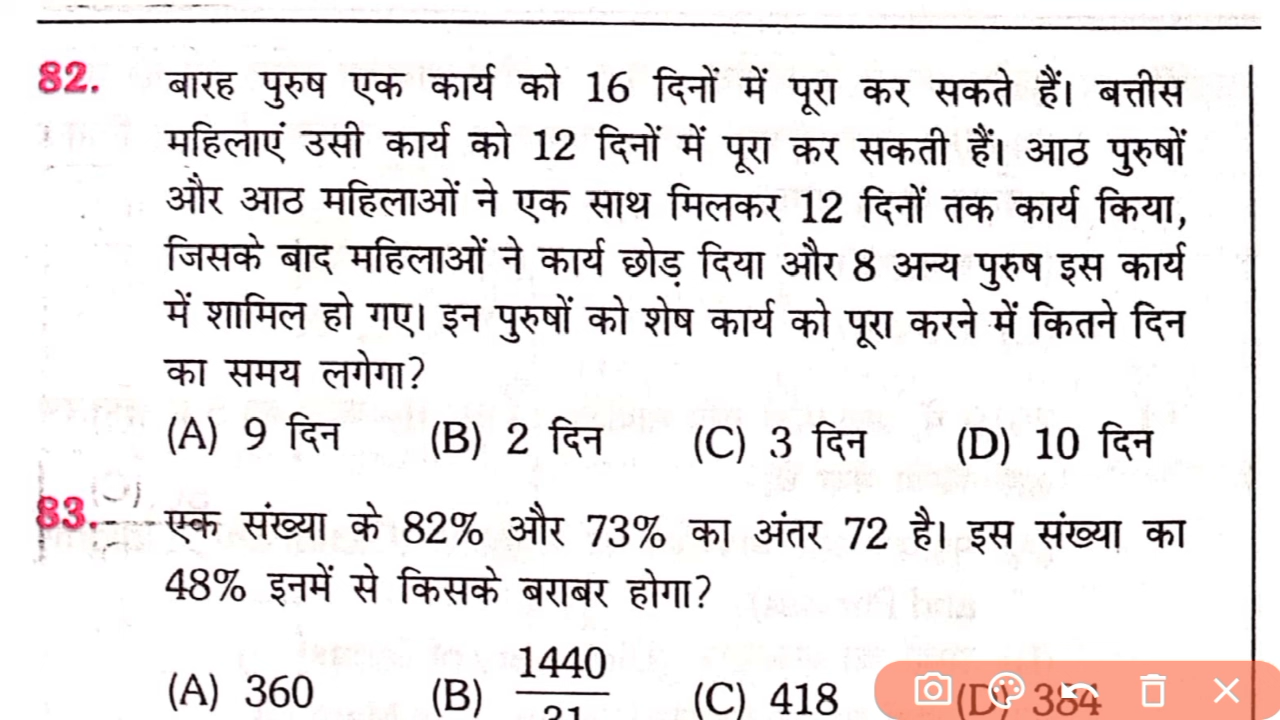 82. बारह पुरुष एक कार्य को 16 दिनों में पूरा कर सकते हैं। बत्तीस
महिलाएं उसी कार्य को 12 दिनों में पूरा कर सकती हैं। आठ पुरुषों
और आठ महिलाओं ने एक साथ मिलकर 12 दिनों तक कार्य किया,
जिसके बाद महिलाओं ने कार्य छोड़ दिया और 8 अन्य पुरुष इस कार्य
में शामिल हो गए। इन पुरुषों को शेष कार्य को पूरा करने में कितने दिन
का समय लगेगा?
(A) 9 दिन (B) 2 दिन (C) 3 दिन (D) 10 दिन
83. एक संख्या के 82% और 73% का अंतर 72 है। इस संख्या का
48% इनमें से किसके बराबर होगा?
(A) 360 (B) 1440/31 (C) 418 (D) 384